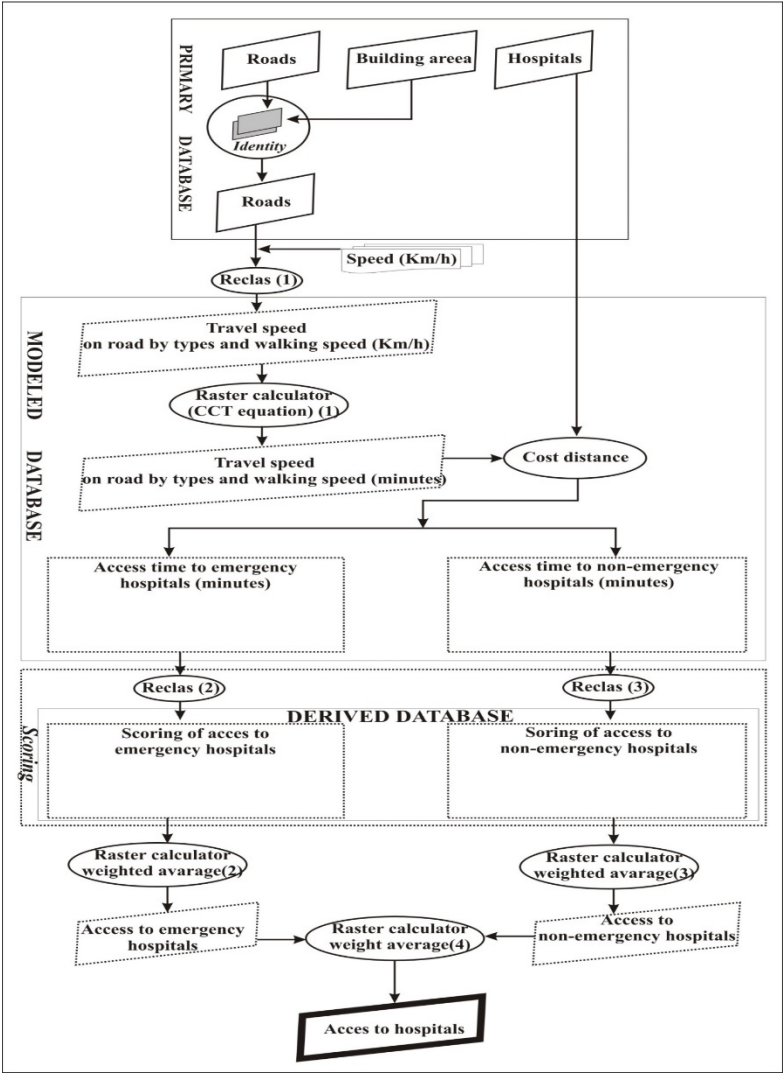 PRIMARY DATABASE
Roads
Building areea
Hospitals
Identity
Roads
Speed (Km/h)
Reclas (1)
MODELED DATABASE
Travel speed
on road by types and walking speed (Km/h)
Raster calculator
(CCT equation) (1)
Travel speed
on road by types and walking speed (minutes)
Cost distance
Access time to emergency
hospitals (minutes)
Access time to non-emergency
hospitals (minutes)
Reclas (2)
Reclas (3)
Scoring
DERIVED DATABASE
Scoring of acces to
emergency hospitals
Soring of access to
non-emergency hospitals
Raster calculator
weighted avarage(2)
Raster calculator
weighted avarage(3)
Access to emergency
hospitals
Raster calculator
weight average(4)
Access to
non-emergency hospitals
Acces to hospitals